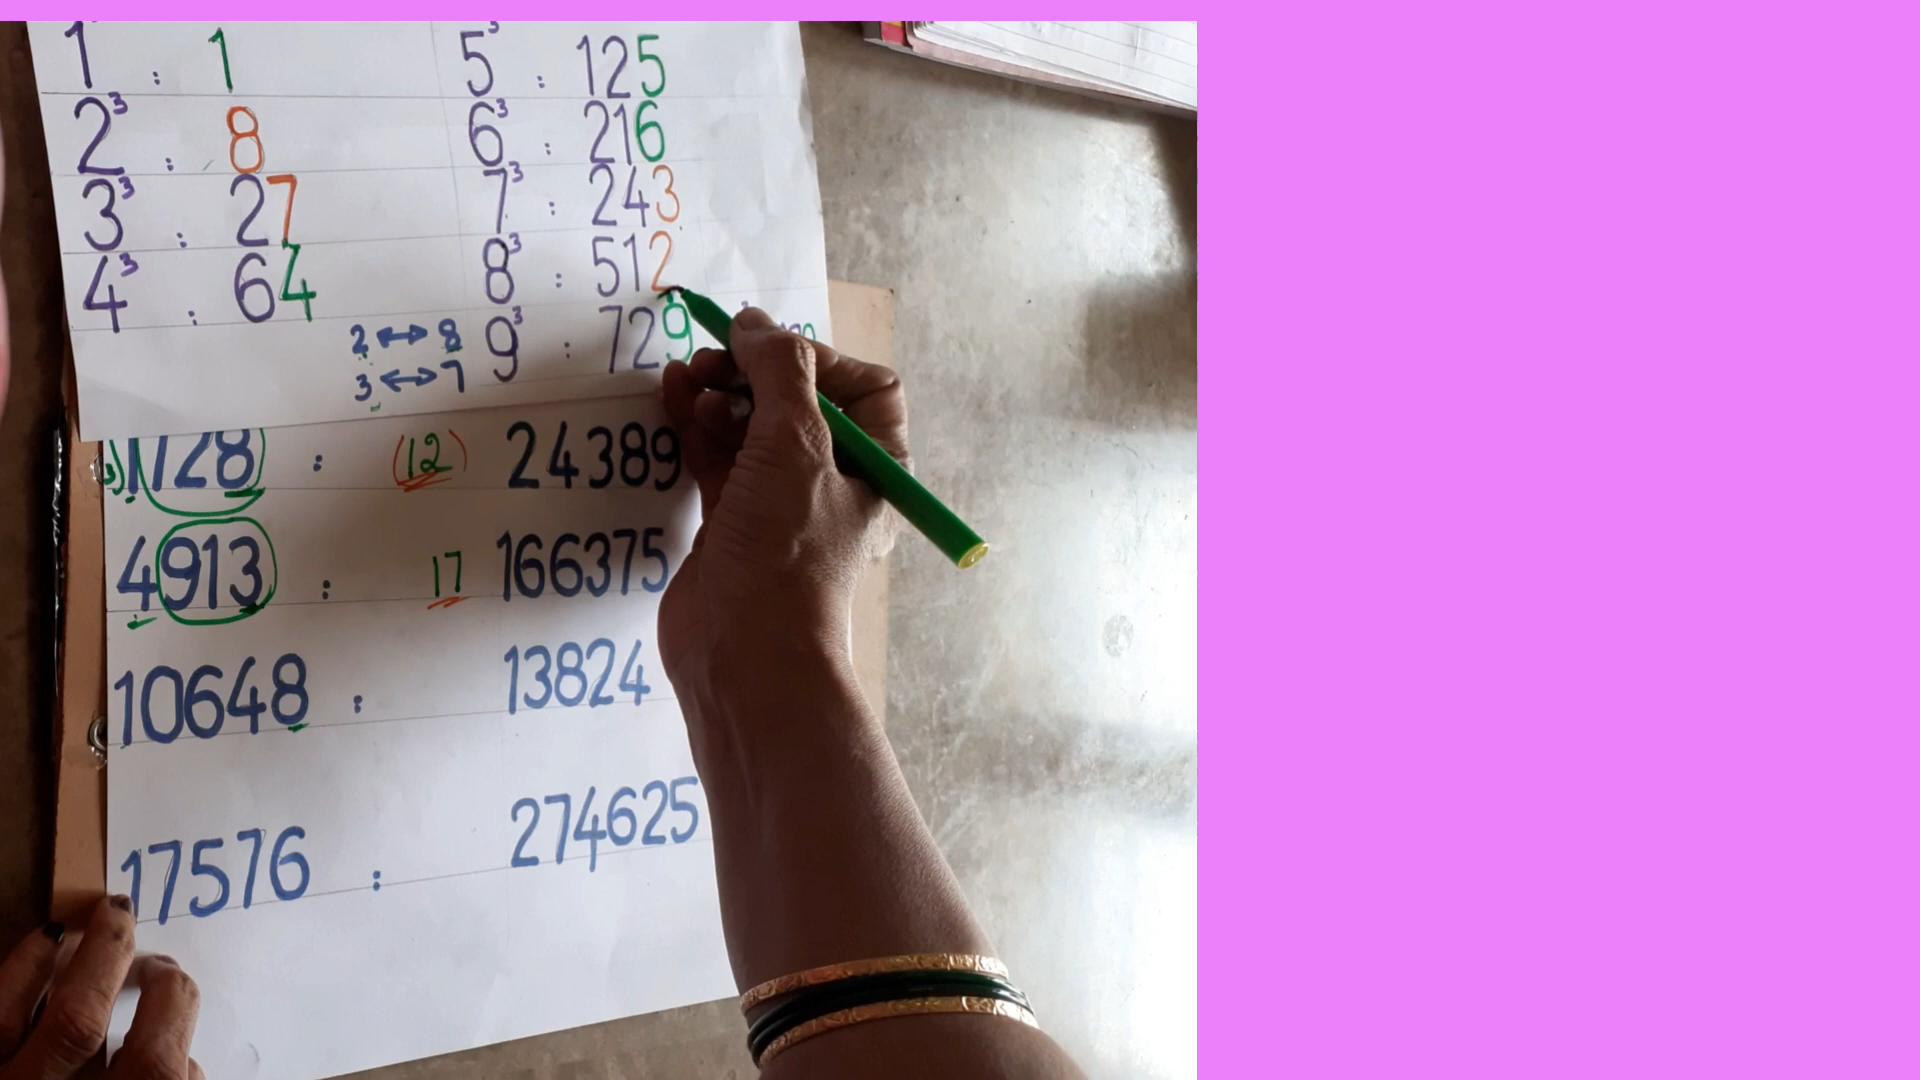 1³ : 1 5³ : 125
2³ : 8 6³ : 216
3³ : 27 7³ : 243
4³ : 64 8³ : 512
2 ↔ 8 9³ : 729
3 ↔ 7
1728 : (12) 24389
4913 : 17 166375
10648 : 13824
17576 : 274625